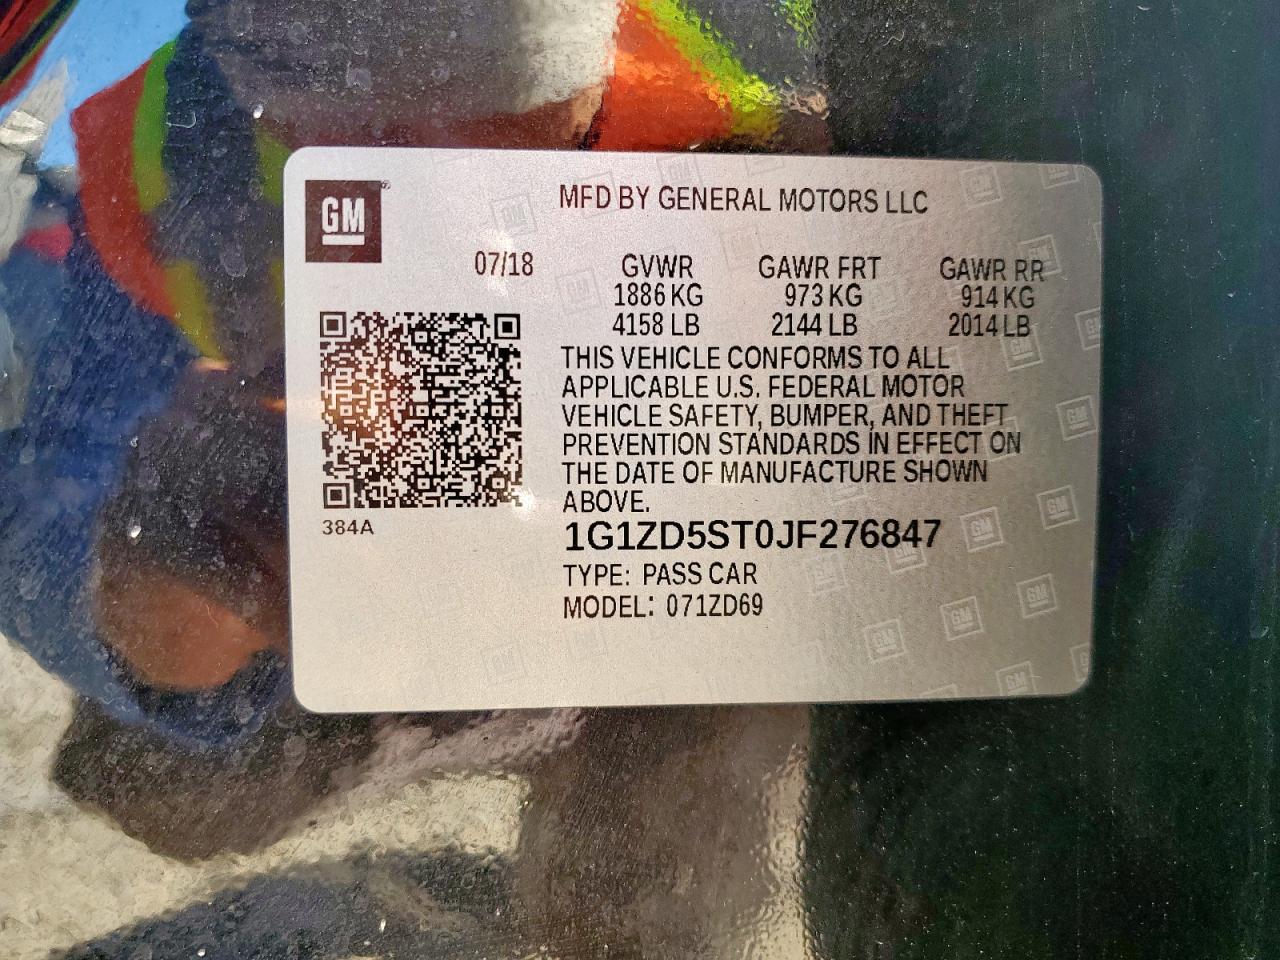 GM
MFD BY GENERAL MOTORS LLC
07/18 GVWR GAWR FRT GAWR RR
1886 KG 973 KG 914 KG
4158 LB 2144 LB 2014 LB
THIS VEHICLE CONFORMS TO ALL
APPLICABLE U.S. FEDERAL MOTOR
VEHICLE SAFETY, BUMPER, AND THEFT
PREVENTION STANDARDS IN EFFECT ON
THE DATE OF MANUFACTURE SHOWN
ABOVE.
384A
1G1ZD5ST0JF276847
TYPE: PASS CAR
MODEL: 071ZD69